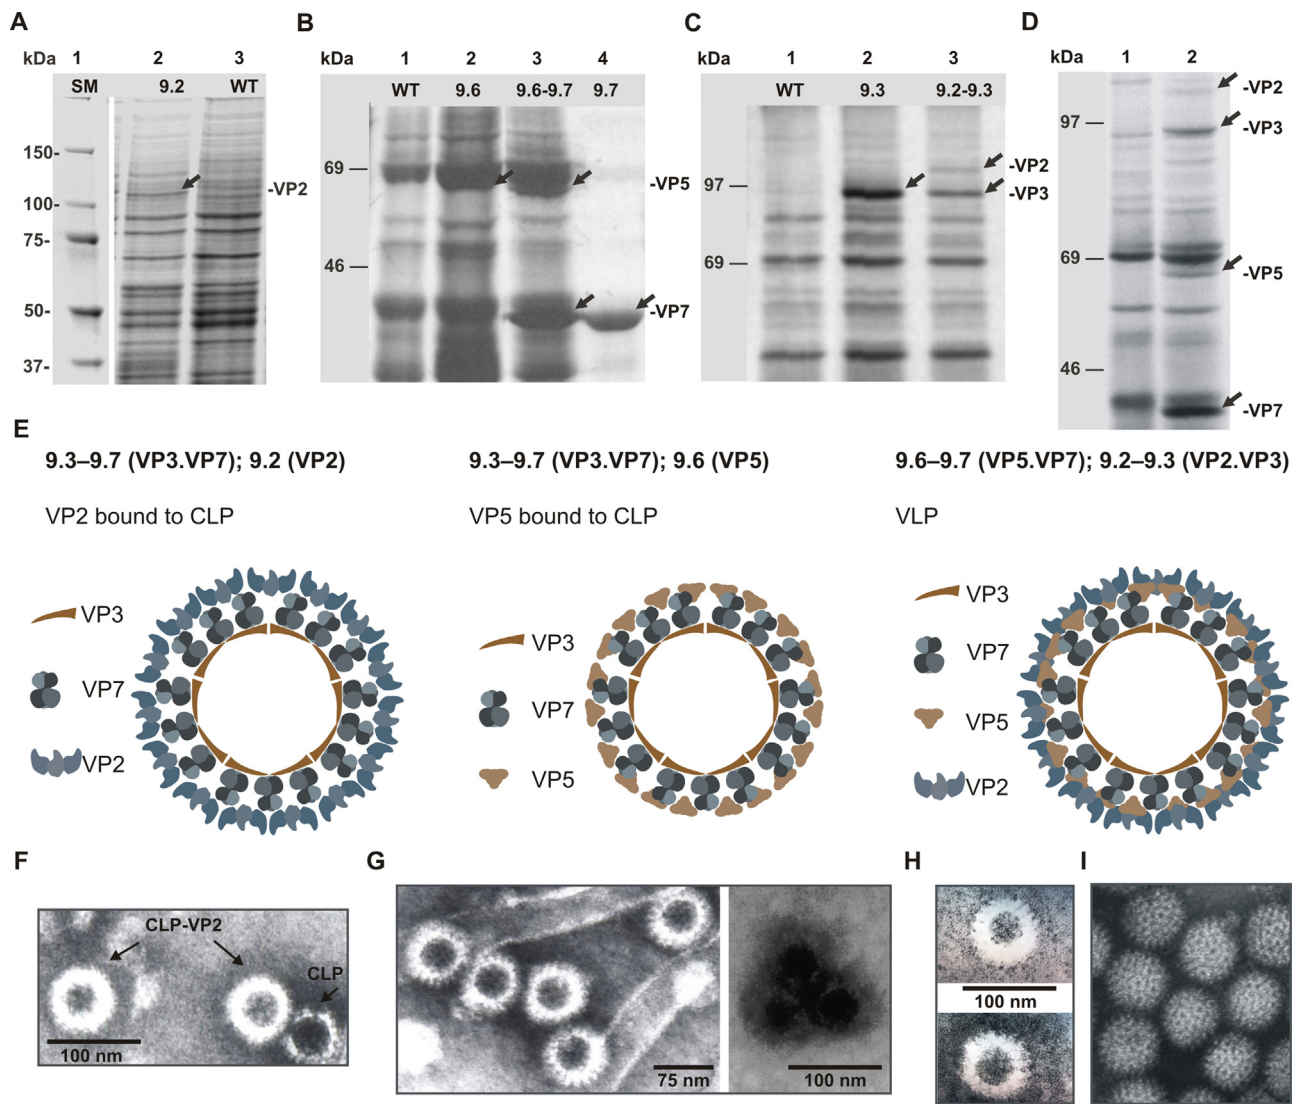 A
kDa 1 2 3
SM 9.2 WT
150-
100-
75-
50-
37-
-VP2
B
kDa 1 2 3 4
WT 9.6 9.6-9.7 9.7
69
46
-VP5
-VP7
C
kDa 1 2 3
WT 9.3 9.2-9.3
97
69
-VP2
-VP3
D
kDa 1 2
97
69
46
-VP2
-VP3
-VP5
-VP7
E
9.3–9.7 (VP3.VP7); 9.2 (VP2)
VP2 bound to CLP
VP3
VP7
VP2
9.3–9.7 (VP3.VP7); 9.6 (VP5)
VP5 bound to CLP
VP3
VP7
VP5
9.6–9.7 (VP5.VP7); 9.2–9.3 (VP2.VP3)
VLP
VP3
VP7
VP5
VP2
F
CLP-VP2
CLP
100 nm
G
75 nm
100 nm
H
100 nm
I